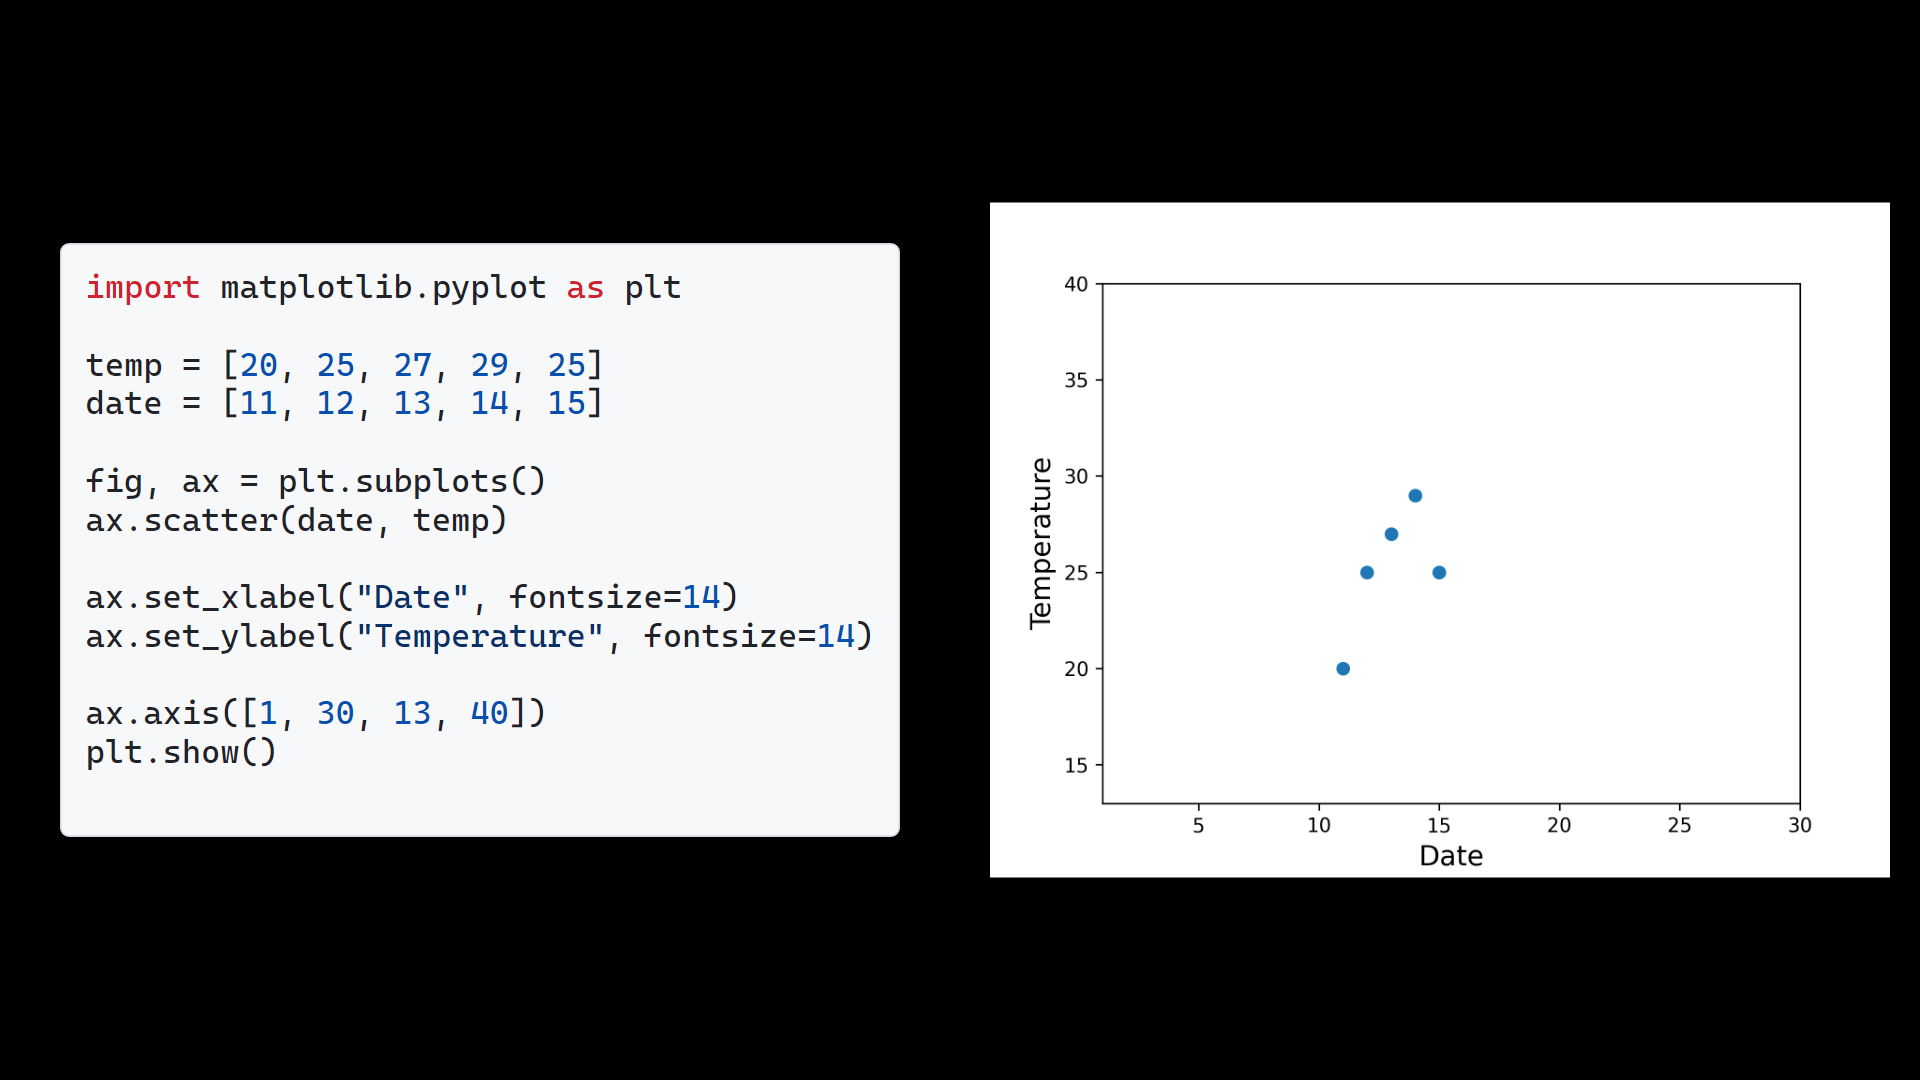 import matplotlib.pyplot as plt
temp = [20, 25, 27, 29, 25]
date = [11, 12, 13, 14, 15]
fig, ax = plt.subplots()
ax.scatter(date, temp)
ax.set_xlabel("Date", fontsize=14)
ax.set_ylabel("Temperature", fontsize=14)
ax.axis([1, 30, 13, 40])
plt.show()
40
35
30
25
20
15
Temperature
5 10 15 20 25 30
Date